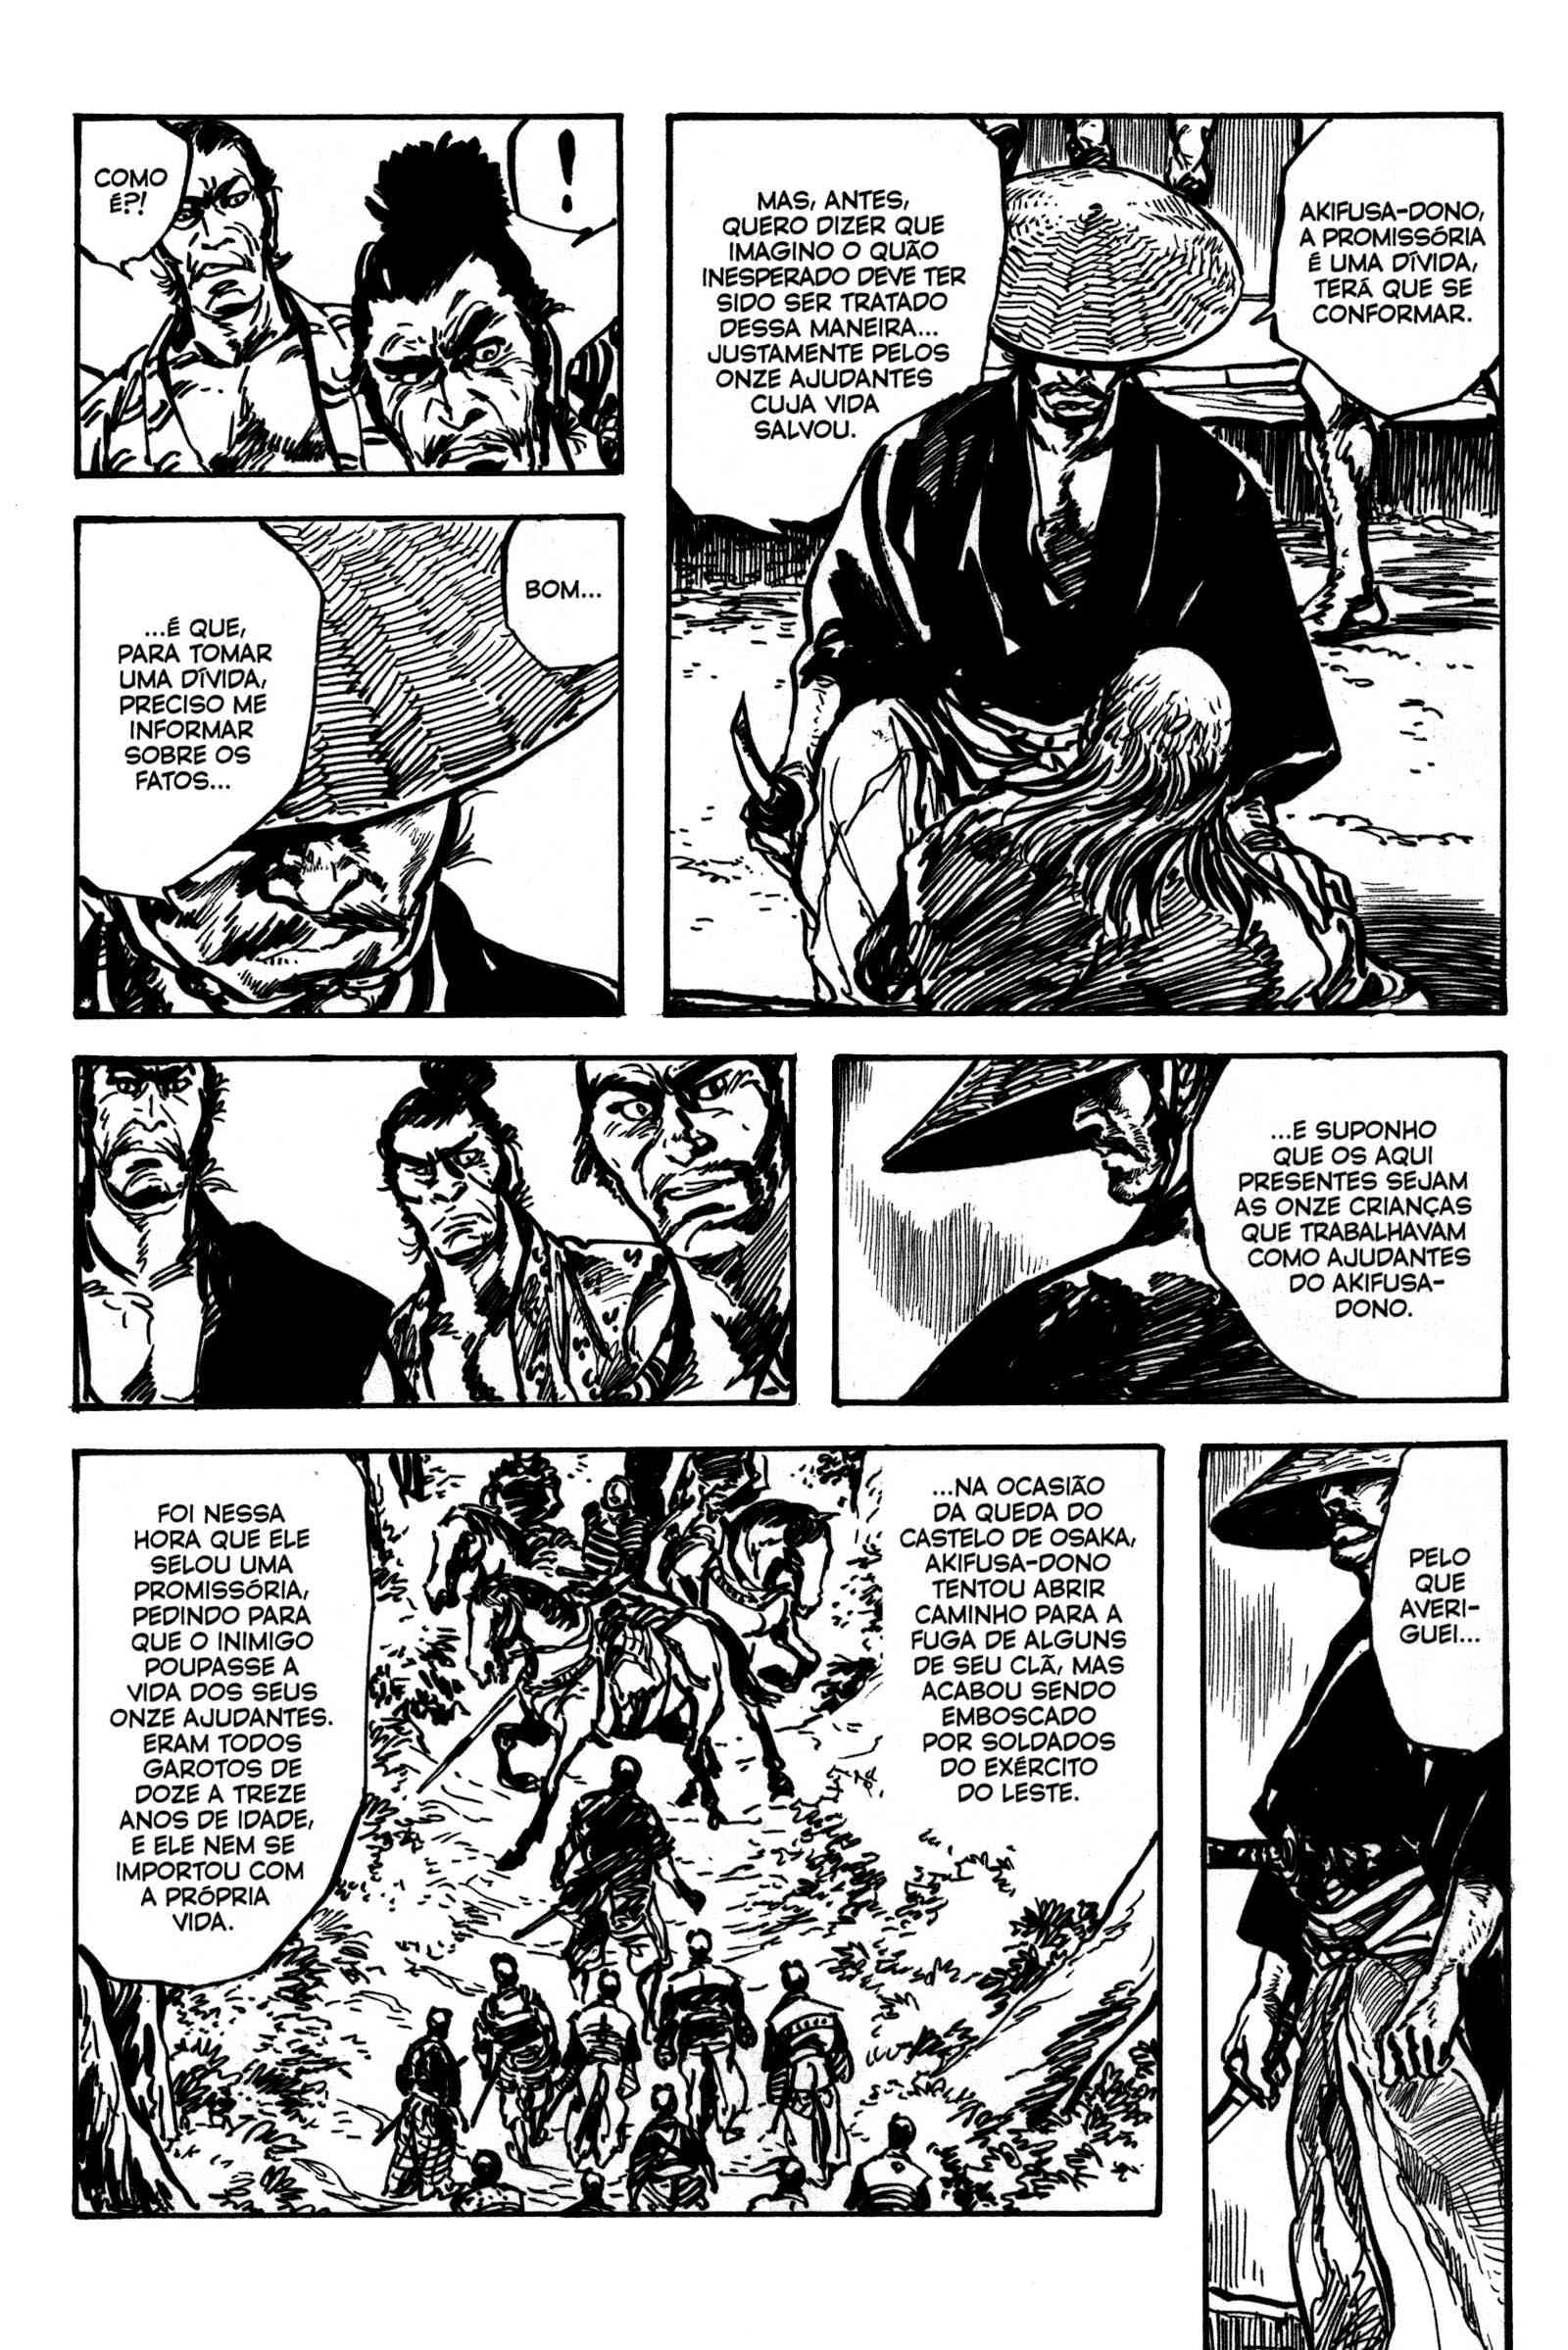 AKIFUSA-DONO,
A PROMISSÓRIA
É UMA DÍVIDA,
TERÁ QUE SE
CONFORMAR.
MAS, ANTES,
QUERO DIZER QUE
IMAGINO O QUÃO
INESPERADO DEVE TER
SIDO SER TRATADO
DESSA MANEIRA...
JUSTAMENTE PELOS
ONZE AJUDANTES
CUJA VIDA
SALVOU.
!
COMO
É?!
BOM...
...É QUE,
PARA TOMAR
UMA DÍVIDA,
PRECISO ME
INFORMAR
SOBRE OS
FATOS...
...E SUPONHO
QUE OS AQUI
PRESENTES SEJAM
AS ONZE CRIANÇAS
QUE TRABALHAVAM
COMO AJUDANTES
DO AKIFUSA-
DONO.
PELO
QUE
AVERI-
GUEI...
...NA OCASIÃO
DA QUEDA DO
CASTELO DE OSAKA,
AKIFUSA-DONO
TENTOU ABRIR
CAMINHO PARA A
FUGA DE ALGUNS
DE SEU CLÃ, MAS
ACABOU SENDO
EMBOSCADO
POR SOLDADOS
DO EXÉRCITO
DO LESTE.
FOI NESSA
HORA QUE ELE
SELOU UMA
PROMISSÓRIA,
PEDINDO PARA
QUE O INIMIGO
POUPASSE A
VIDA DOS SEUS
ONZE AJUDANTES.
ERAM TODOS
GAROTOS DE
DOZE A TREZE
ANOS DE IDADE,
E ELE NEM SE
IMPORTOU COM
A PRÓPRIA
VIDA.